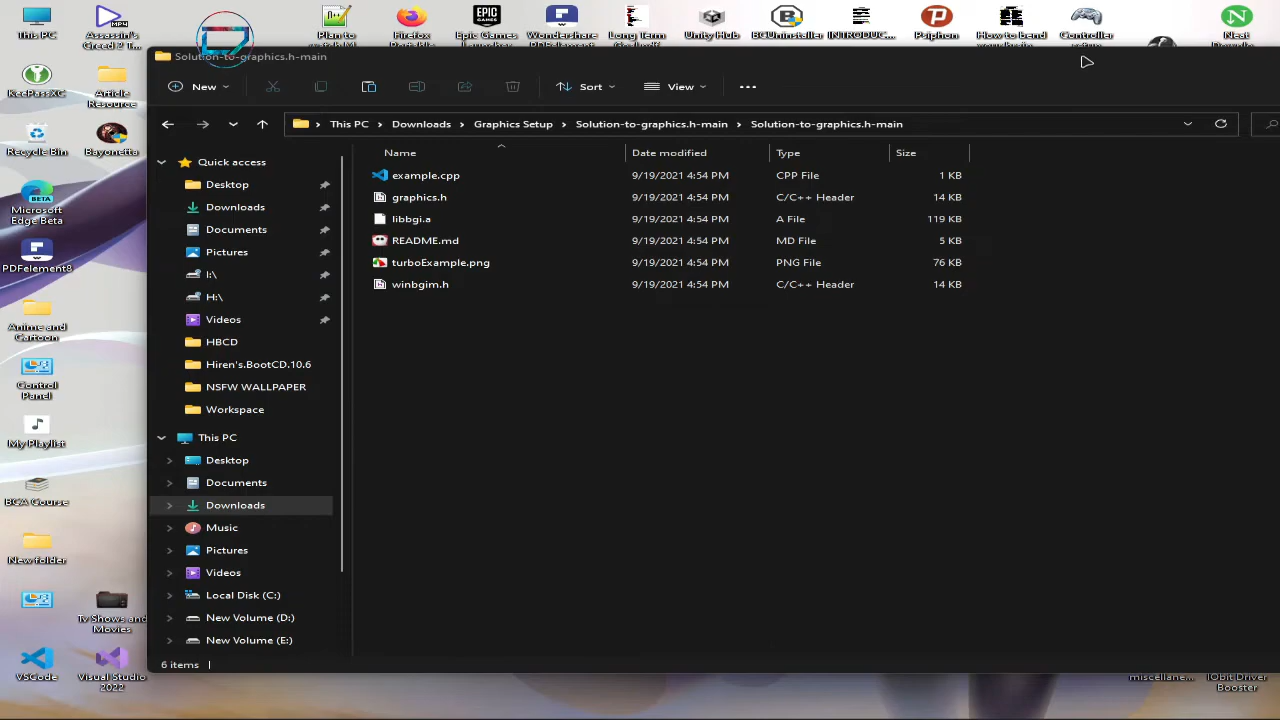 This PC
Assassin's
Creed 2 T...
Plan to
Firefox
Epic Games
Wondershare
Long Term
Unity Hub
BCUninstaller
INTRODUC...
Psiphon
How to bend
Controller
Neat
Solution-to-graphics.h-main
New
Sort
View
This PC
Downloads
Graphics Setup
Solution-to-graphics.h-main
Solution-to-graphics.h-main
Name
Date modified
Type
Size
example.cpp
9/19/2021 4:54 PM
CPP File
1 KB
graphics.h
9/19/2021 4:54 PM
C/C++ Header
14 KB
libbgi.a
9/19/2021 4:54 PM
A File
119 KB
README.md
9/19/2021 4:54 PM
MD File
5 KB
turboExample.png
9/19/2021 4:54 PM
PNG File
76 KB
winbgim.h
9/19/2021 4:54 PM
C/C++ Header
14 KB
Quick access
Desktop
Downloads
Documents
Pictures
I:\
H:\
Videos
HBCD
Hiren's.BootCD.10.6
NSFW WALLPAPER
Workspace
This PC
Desktop
Documents
Downloads
Music
Pictures
Videos
Local Disk (C:)
New Volume (D:)
New Volume (E:)
6 items
KeePassXC
Article
Resource
Recycle Bin
Bayonetta
Microsoft
Edge Beta
PDFelement8
Anime and
Cartoon
Control
Panel
My Playlist
BCA Course
New folder
Tv Shows and
Movies
VSCode
Visual Studio
2022
miscellane...
IObit Driver
Booster